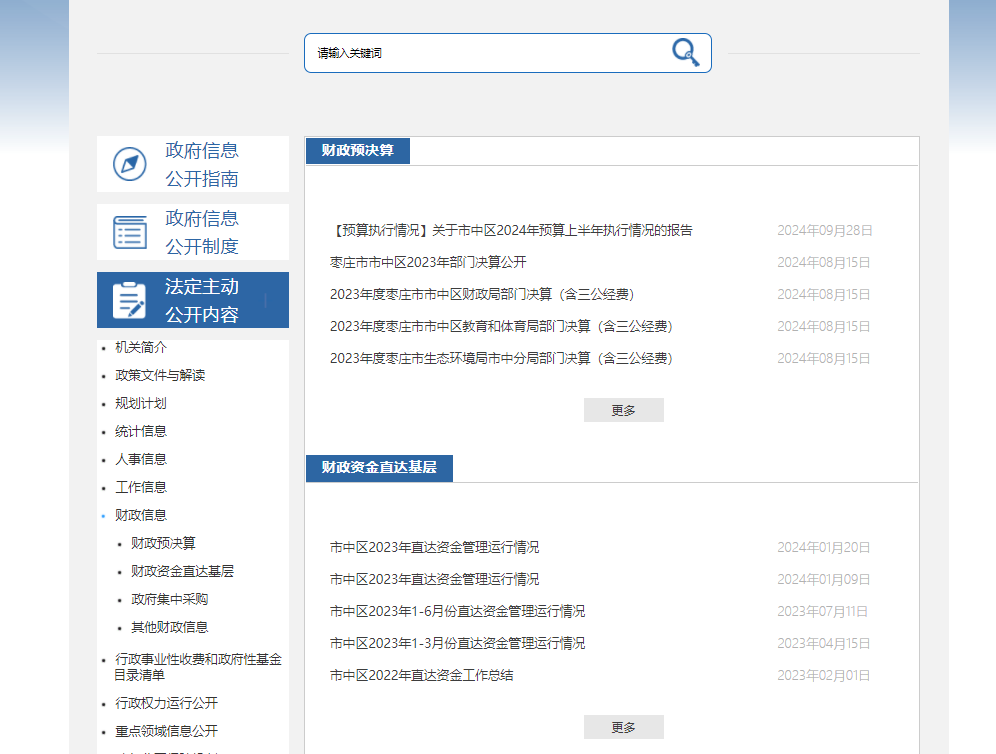 请输入关键词
政府信息
公开指南
政府信息
公开制度
法定主动
公开内容
机关简介
政策文件与解读
规划计划
统计信息
人事信息
工作信息
财政信息
财政预决算
财政资金直达基层
政府集中采购
其他财政信息
行政事业性收费和政府性基金
目录清单
行政权力运行公开
重点领域信息公开
财政预决算
【预算执行情况】关于市中区2024年预算上半年执行情况的报告 2024年09月28日
枣庄市市中区2023年部门决算公开 2024年08月15日
2023年度枣庄市市中区财政局部门决算（含三公经费） 2024年08月15日
2023年度枣庄市市中区教育和体育局部门决算（含三公经费） 2024年08月15日
2023年度枣庄市生态环境局市中分局部门决算（含三公经费） 2024年08月15日
更多
财政资金直达基层
市中区2023年直达资金管理运行情况 2024年01月20日
市中区2023年直达资金管理运行情况 2024年01月09日
市中区2023年1-6月份直达资金管理运行情况 2023年07月11日
市中区2023年1-3月份直达资金管理运行情况 2023年04月15日
市中区2022年直达资金工作总结 2023年02月01日
更多